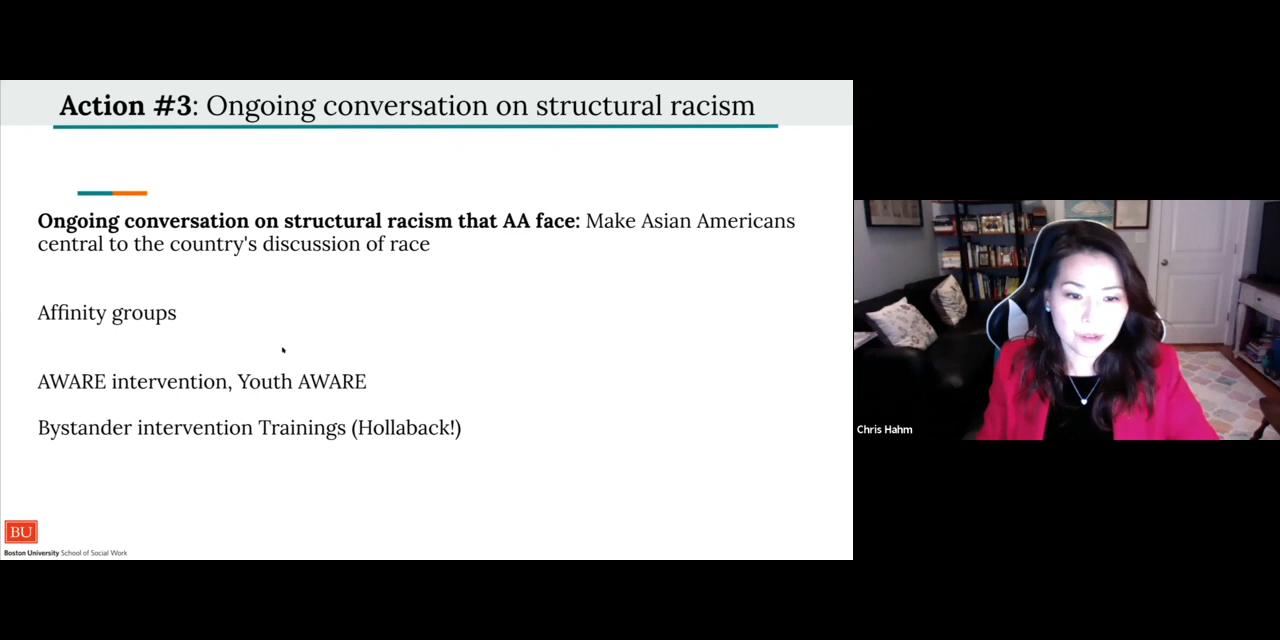 Action #3: Ongoing conversation on structural racism
Ongoing conversation on structural racism that AA face: Make Asian Americans
central to the country's discussion of race
Affinity groups
AWARE intervention, Youth AWARE
Bystander intervention Trainings (Hollaback!)
BU
Boston University School of Social Work
Chris Hahm